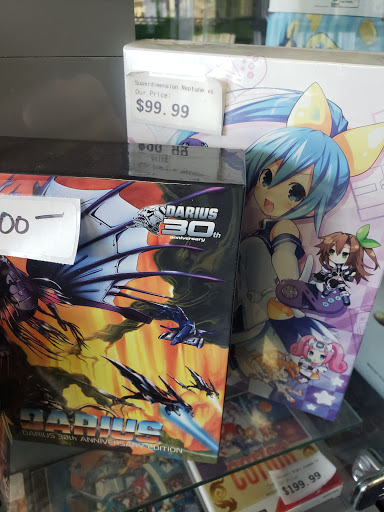 Superdimension Neptune vs
Our Price:
$99.99
00 -
DARIUS
30th
anniversary
DARIUS
DARIUS 30th ANNIVERSARY EDITION
$199.99